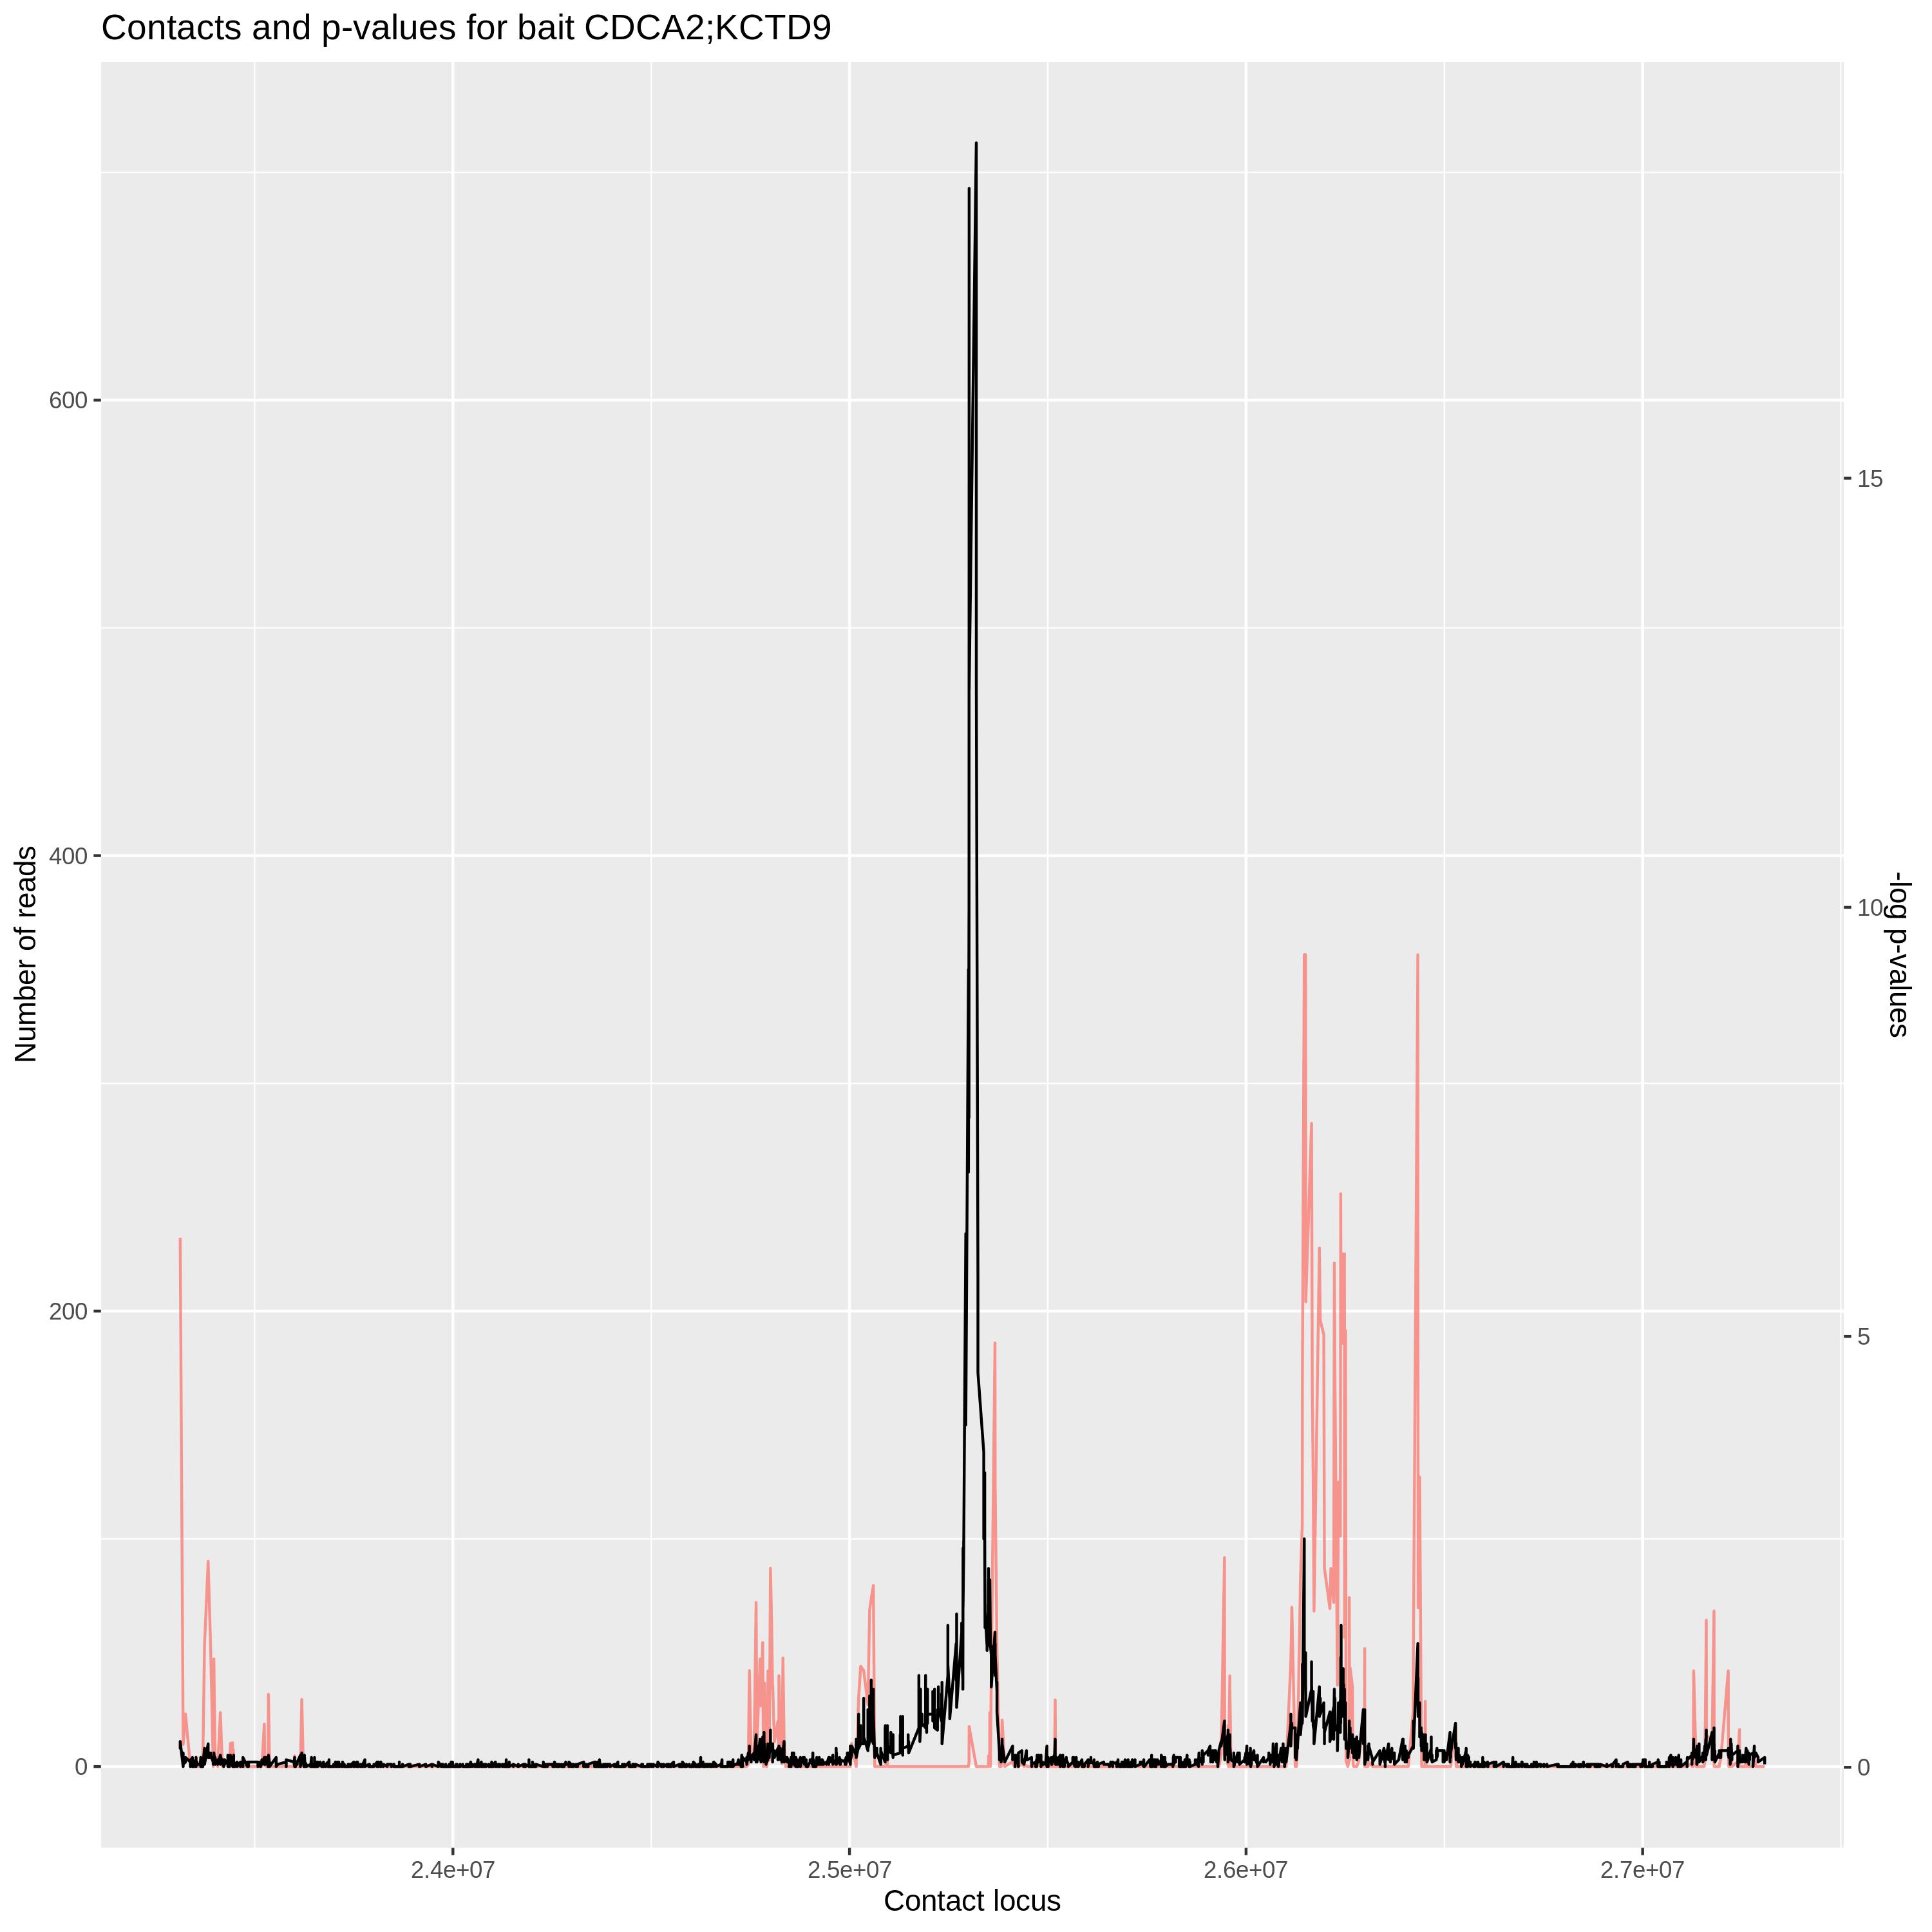 Contacts and p-values for bait CDCA2;KCTD9
600
400
200
0
Number of reads
15
10
5
0
-log p-values
2.4e+07
2.5e+07
2.6e+07
2.7e+07
Contact locus